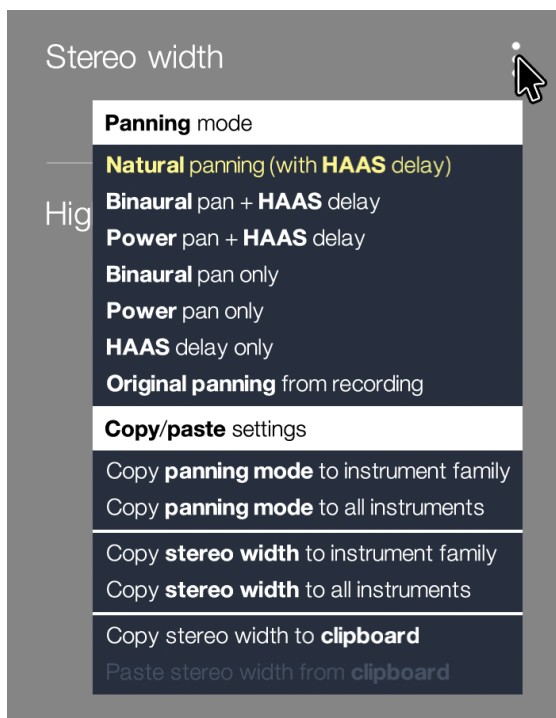 Stereo width
Panning mode
Natural panning (with HAAS delay)
Hig
Binaural pan + HAAS delay
Power pan + HAAS delay
Binaural pan only
Power pan only
HAAS delay only
Original panning from recording
Copy/paste settings
Copy panning mode to instrument family
Copy panning mode to all instruments
Copy stereo width to instrument family
Copy stereo width to all instruments
Copy stereo width to clipboard
Paste stereo width from clipboard